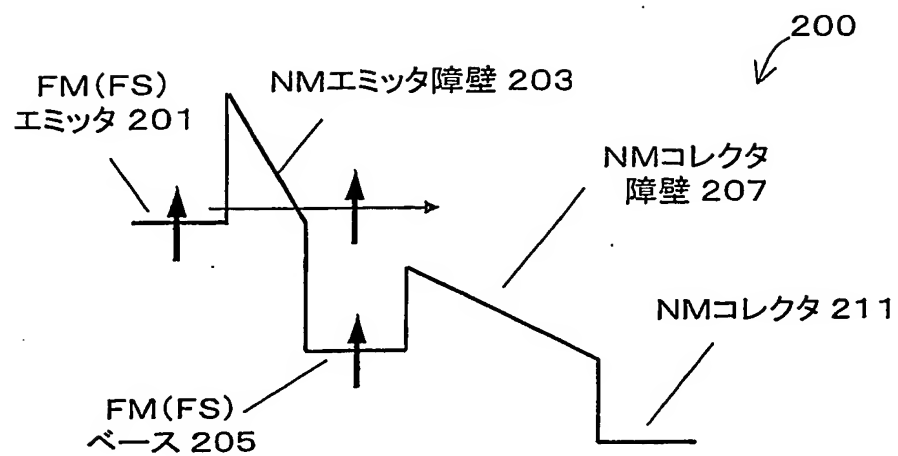 200
FM(FS)
エミッタ 201
NMエミッタ障壁 203
NMコレクタ
障壁 207
NMコレクタ 211
FM(FS)
ベース 205